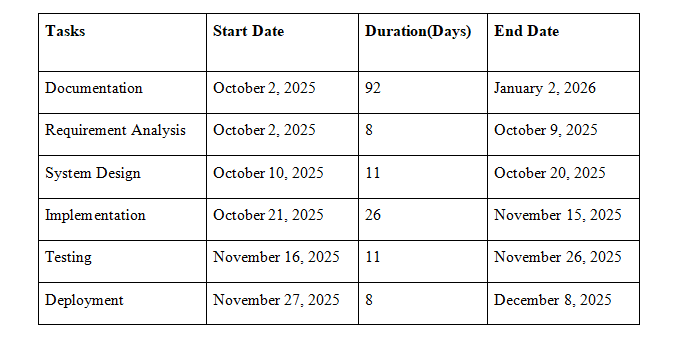 Tasks Start Date Duration(Days) End Date
Documentation October 2, 2025 92 January 2, 2026
Requirement Analysis October 2, 2025 8 October 9, 2025
System Design October 10, 2025 11 October 20, 2025
Implementation October 21, 2025 26 November 15, 2025
Testing November 16, 2025 11 November 26, 2025
Deployment November 27, 2025 8 December 8, 2025